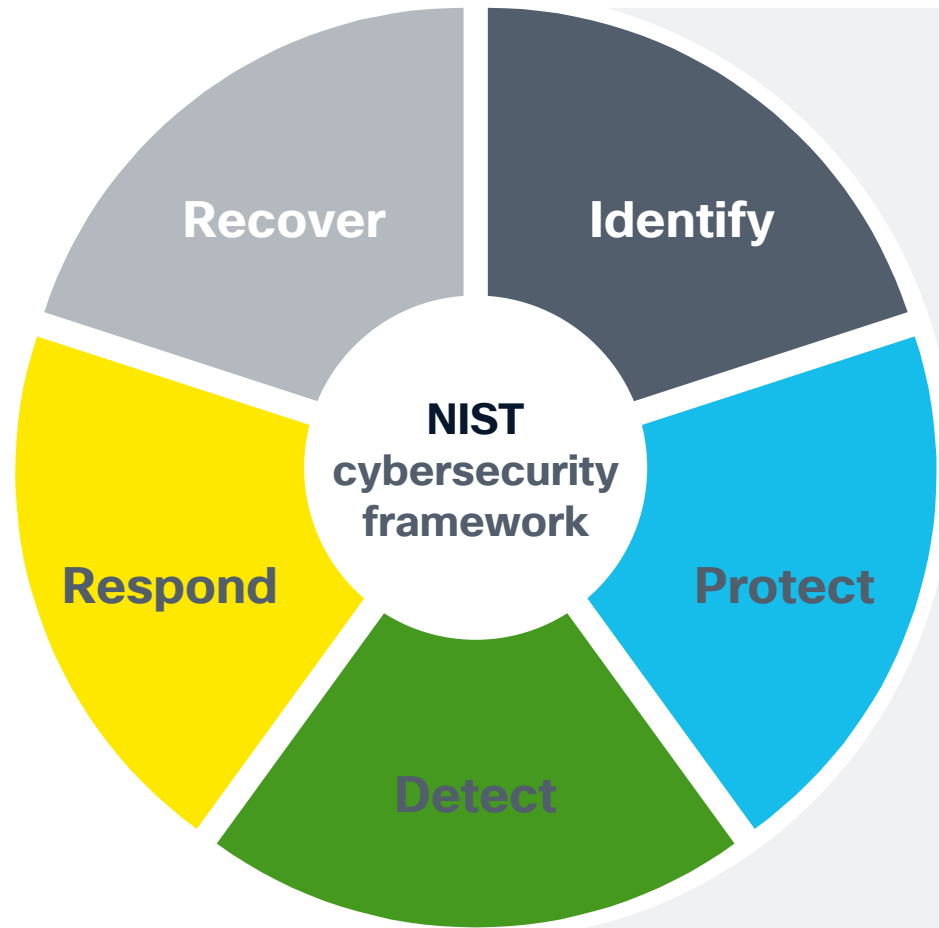 Recover
Identify
NIST
cybersecurity
framework
Respond
Protect
Detect